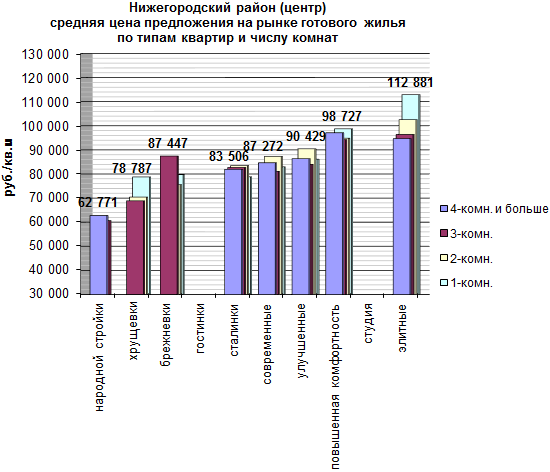 Нижегородский район (центр)
средняя цена предложения на рынке готового жилья
по типам квартир и числу комнат
руб./кв.м
130 000
120 000
110 000
100 000
90 000
80 000
70 000
60 000
50 000
40 000
30 000
62 771
78 787
87 447
83 506
87 272
90 429
98 727
112 881
народной стройки
хрущевки
брежневки
гостинки
сталинки
современные
улучшенные
повышенная комфортность
студия
элитные
4-комн. и больше
3-комн.
2-комн.
1-комн.